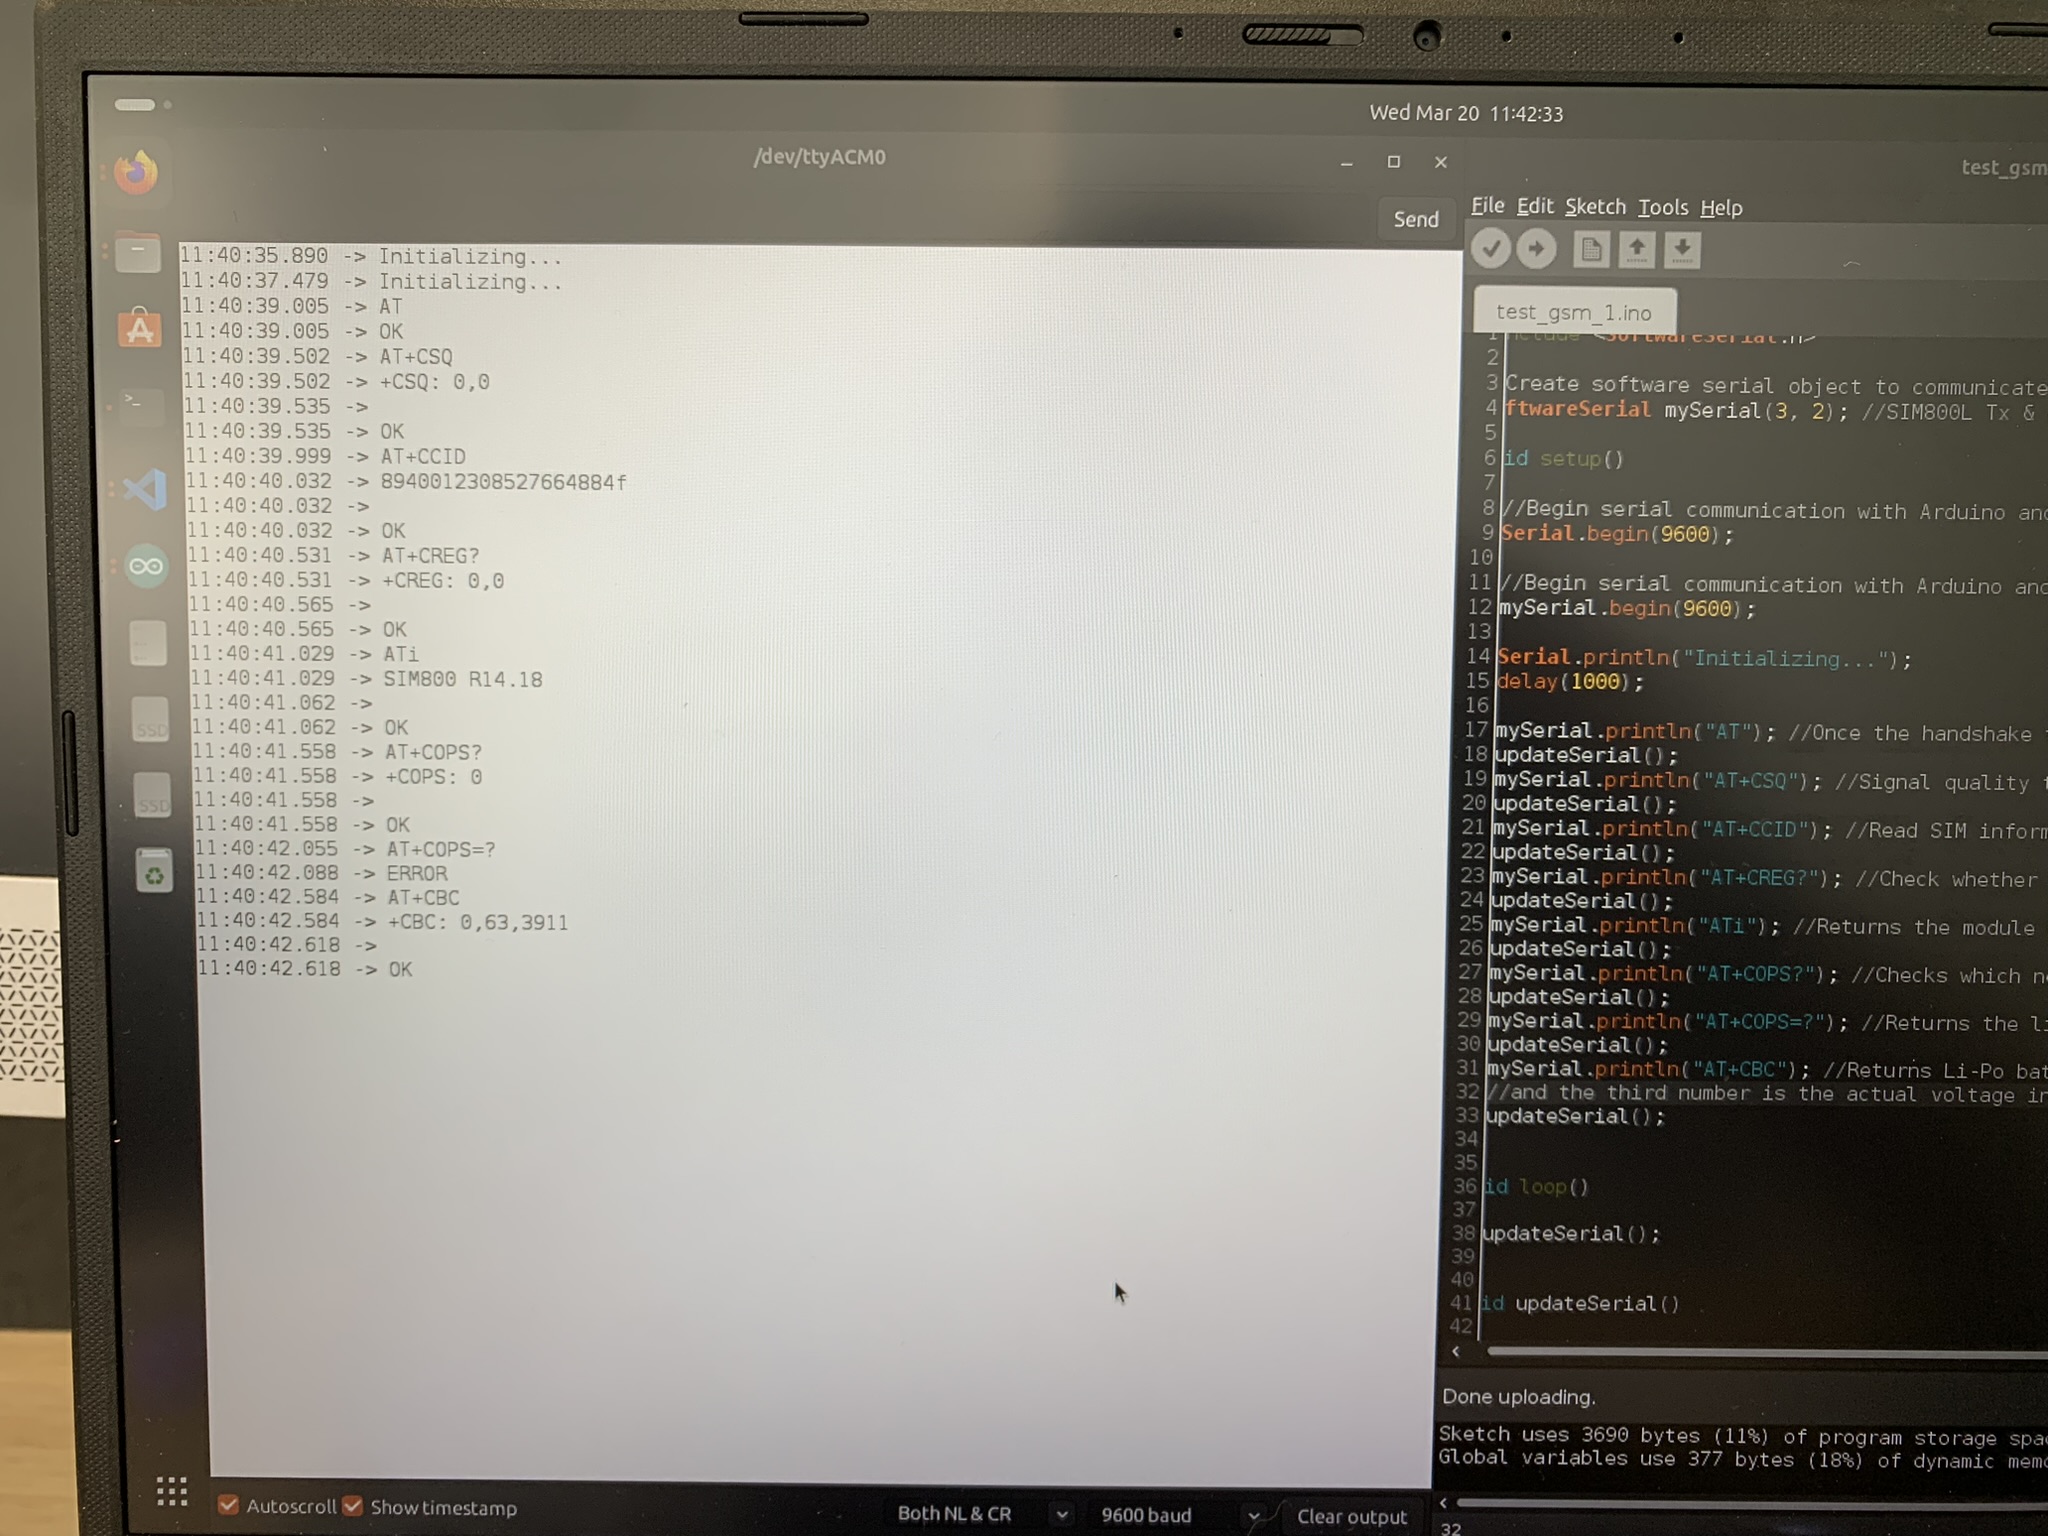 Wed Mar 20 11:42:33
/dev/ttyACM0
Send
11:40:35.890 -> Initializing...
11:40:37.479 -> Initializing...
11:40:39.005 -> AT
11:40:39.005 -> OK
11:40:39.502 -> AT+CSQ
11:40:39.502 -> +CSQ: 0,0
11:40:39.535 ->
11:40:39.535 -> OK
11:40:39.999 -> AT+CCID
11:40:40.032 -> 8940012308527664884f
11:40:40.032 ->
11:40:40.032 -> OK
11:40:40.531 -> AT+CREG?
11:40:40.531 -> +CREG: 0,0
11:40:40.565 ->
11:40:40.565 -> OK
11:40:41.029 -> ATi
11:40:41.029 -> SIM800 R14.18
11:40:41.062 ->
11:40:41.062 -> OK
11:40:41.558 -> AT+COPS?
11:40:41.558 -> +COPS: 0
11:40:41.558 ->
11:40:41.558 -> OK
11:40:42.055 -> AT+COPS=?
11:40:42.088 -> ERROR
11:40:42.584 -> AT+CBC
11:40:42.584 -> +CBC: 0,63,3911
11:40:42.618 ->
11:40:42.618 -> OK
Autoscroll
Show timestamp
Both NL & CR
9600 baud
Clear output
SSD
SSD
test_gsm
File Edit Sketch Tools Help
test_gsm_1.ino
1 nclude <SoftwareSerial.h>
2
3 Create software serial object to communicate
4 ftwareSerial mySerial(3, 2); //SIM800L Tx &
5
6 id setup()
7
8 //Begin serial communication with Arduino and
9 Serial.begin(9600);
10
11 //Begin serial communication with Arduino and
12 mySerial.begin(9600);
13
14 Serial.println("Initializing...");
15 delay(1000);
16
17 mySerial.println("AT"); //Once the handshake
18 updateSerial();
19 mySerial.println("AT+CSQ"); //Signal quality t
20 updateSerial();
21 mySerial.println("AT+CCID"); //Read SIM inform
22 updateSerial();
23 mySerial.println("AT+CREG?"); //Check whether
24 updateSerial();
25 mySerial.println("ATi"); //Returns the module
26 updateSerial();
27 mySerial.println("AT+COPS?"); //Checks which n
28 updateSerial();
29 mySerial.println("AT+COPS=?"); //Returns the li
30 updateSerial();
31 mySerial.println("AT+CBC"); //Returns Li-Po bat
32 //and the third number is the actual voltage in
33 updateSerial();
34
35
36 id loop()
37
38 updateSerial();
39
40
41 id updateSerial()
42
Done uploading.
Sketch uses 3690 bytes (11%) of program storage spa
Global variables use 377 bytes (18%) of dynamic mem
32